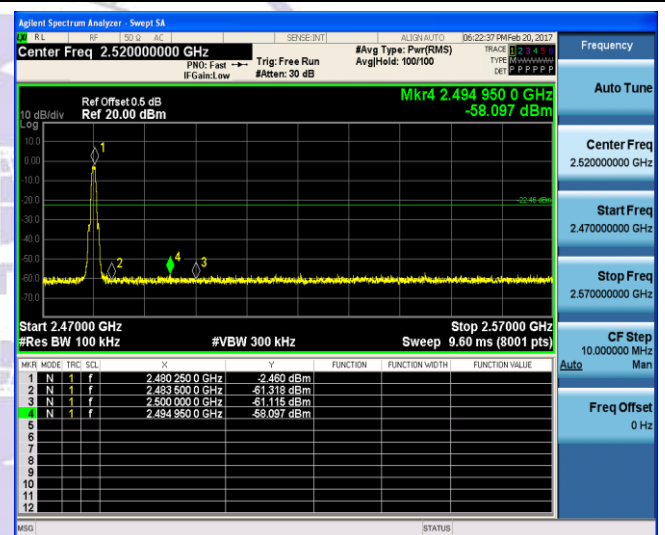 Agilent Spectrum Analyzer - Swept SA
RL RF 50 Ω AC SENSE:INT ALIGN AUTO 06:22:37 PM Feb 20, 2017
Center Freq 2.520000000 GHz
PNO: Fast
IFGain:Low
Trig: Free Run
#Atten: 30 dB
#Avg Type: Pwr(RMS)
Avg|Hold: 100/100
TRACE 1 2 3 4 5 6
TYPE M
DET P P P P P P
Ref Offset 0.5 dB
10 dB/div Ref 20.00 dBm
Log
Mkr4 2.494 950 0 GHz
-58.097 dBm
10.0
0.00
-10.0
-20.0
-30.0
-40.0
-50.0
-60.0
-70.0
1
2
4
3
-22.46 dBm
Start 2.47000 GHz Stop 2.57000 GHz
#Res BW 100 kHz #VBW 300 kHz Sweep 9.60 ms (8001 pts)
MKR MODE TRC SCL X Y FUNCTION FUNCTION WIDTH FUNCTION VALUE
1 N 1 f 2.480 250 0 GHz -2.460 dBm
2 N 1 f 2.483 500 0 GHz -61.318 dBm
3 N 1 f 2.500 000 0 GHz -61.115 dBm
4 N 1 f 2.494 950 0 GHz -58.097 dBm
5
6
7
8
9
10
11
12
MSG STATUS
Frequency
Auto Tune
Center Freq
2.520000000 GHz
Start Freq
2.470000000 GHz
Stop Freq
2.570000000 GHz
CF Step
10.000000 MHz
Auto Man
Freq Offset
0 Hz